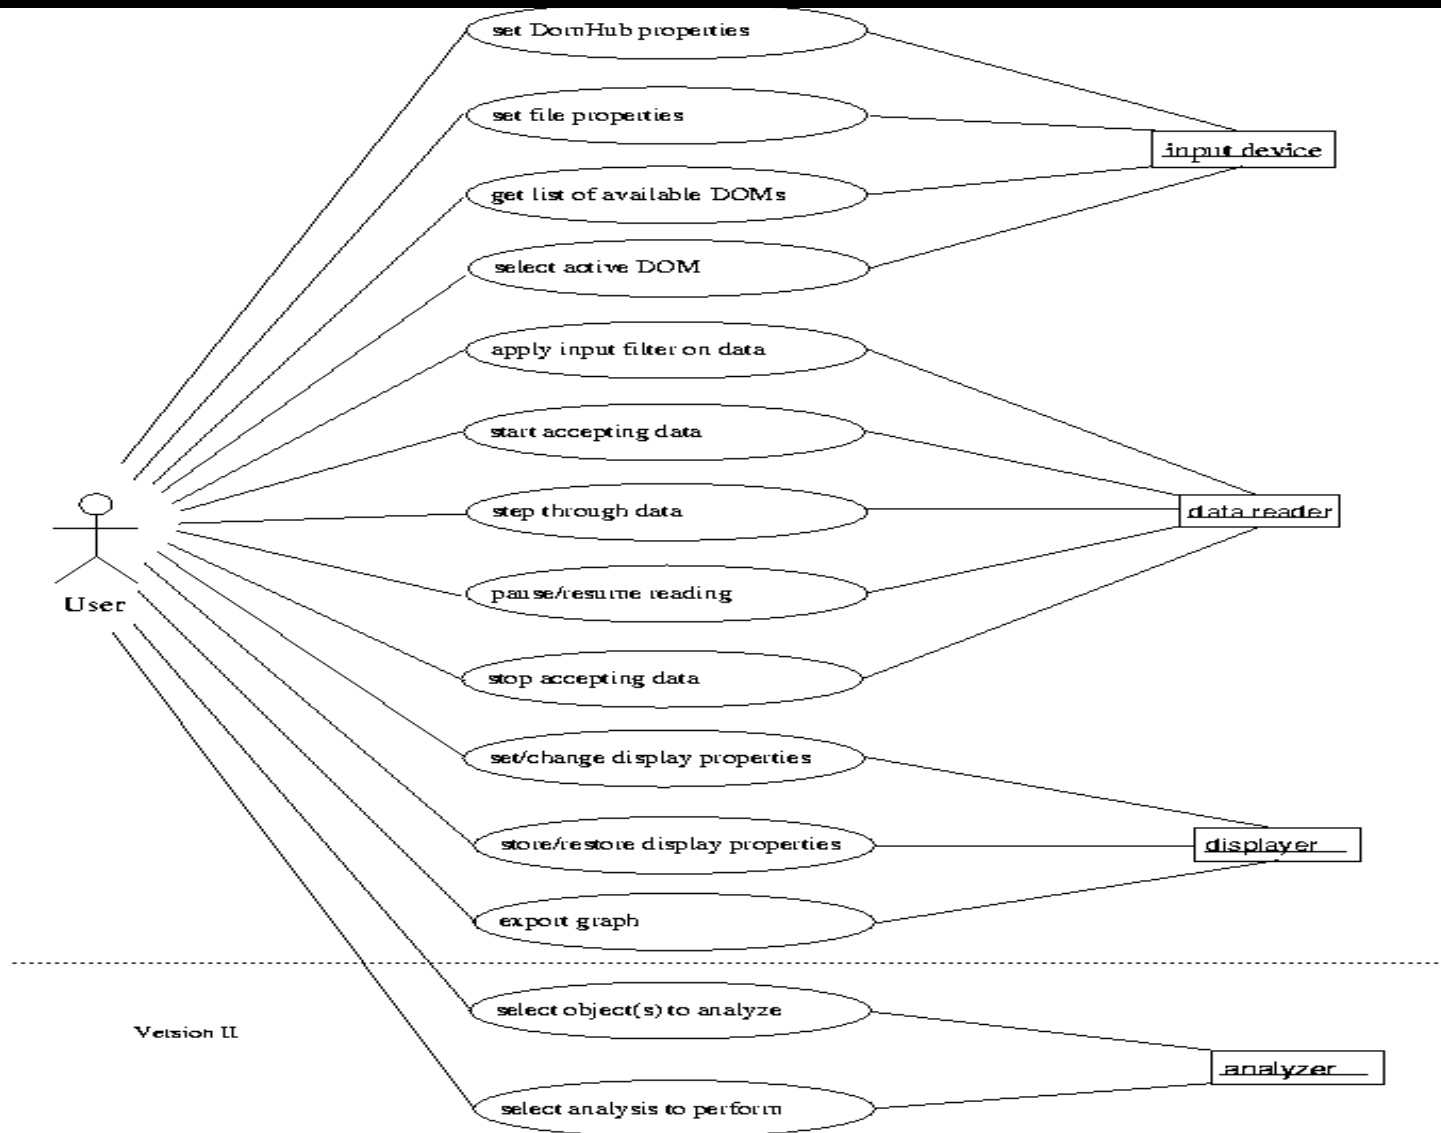 set DomHub properties
set file properties
input device
get list of available DOMs
select active DOM
apply input filter on data
start accepting data
step through data
data reader
pause/resume reading
User
stop accepting data
set/change display properties
store/restore display properties
displayer
export graph
select object(s) to analyze
Version II
analyzer
select analysis to perform